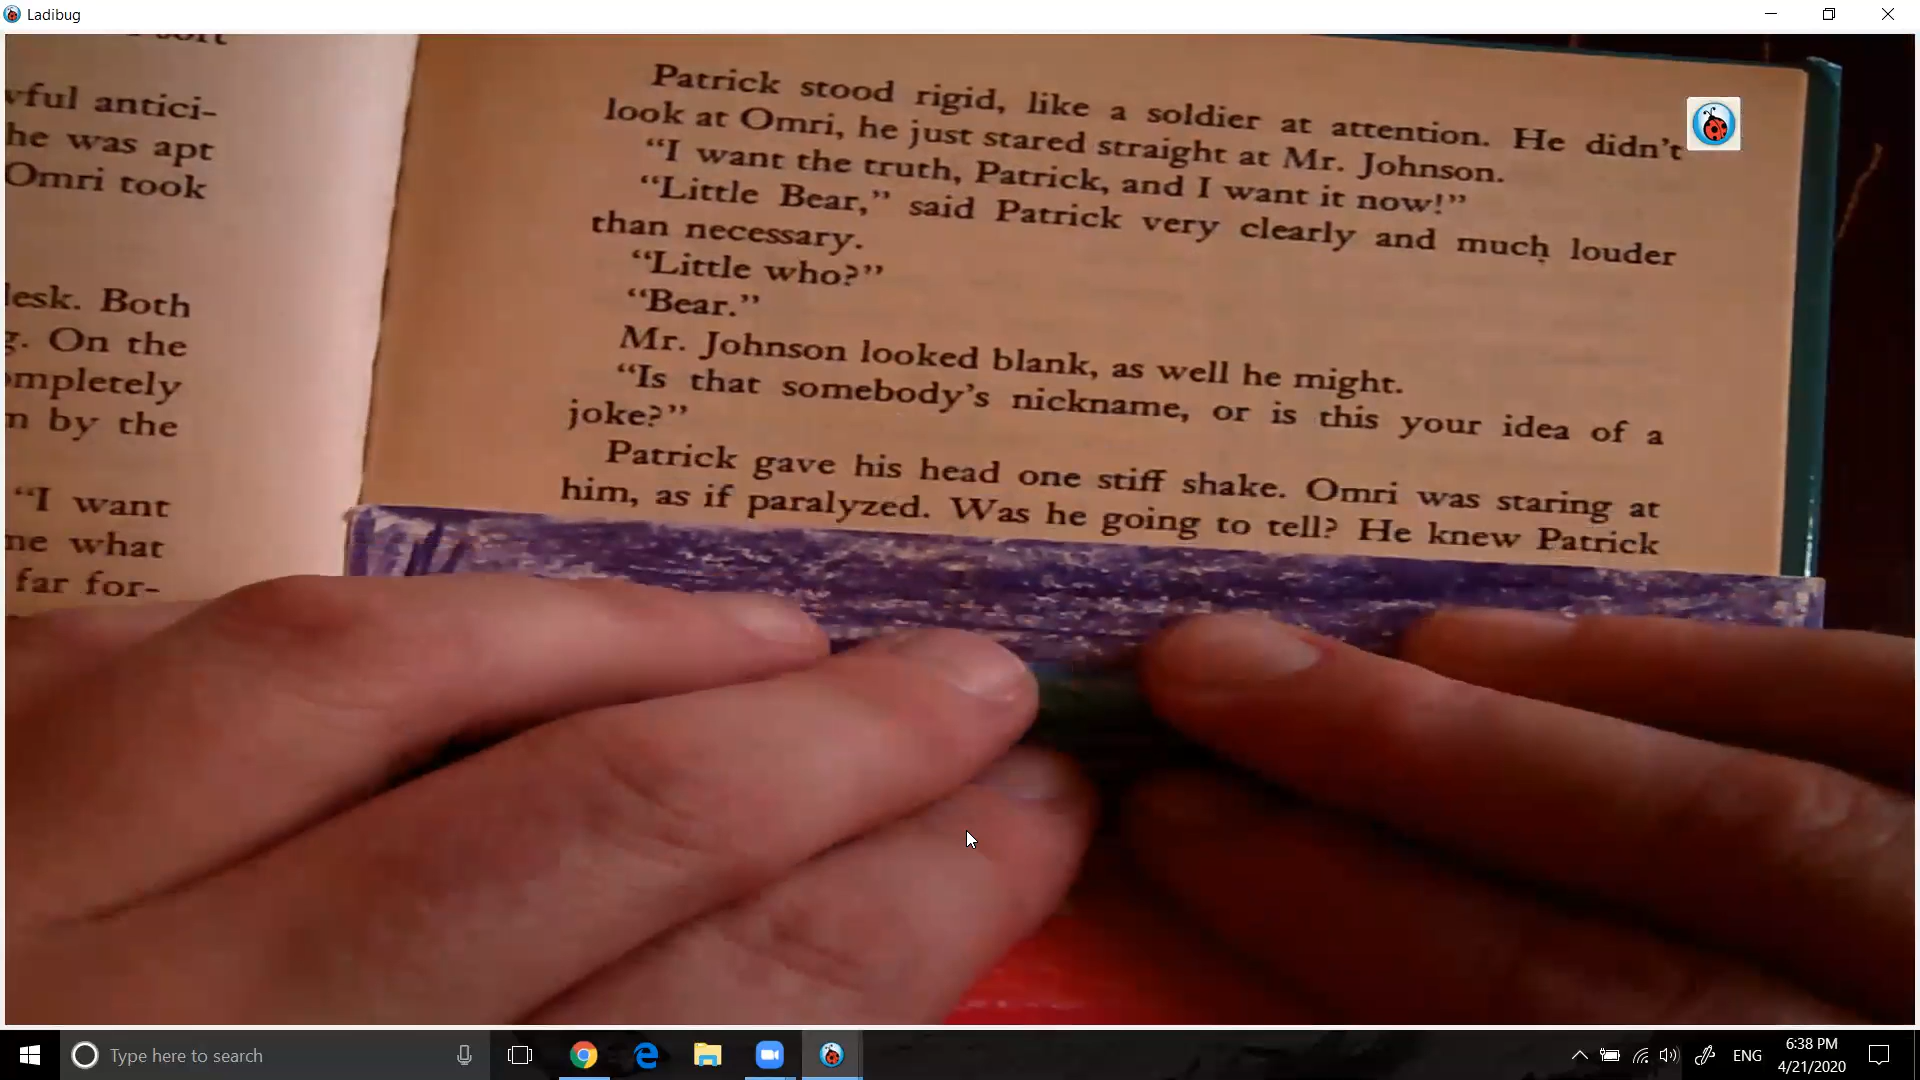 Ladibug
wful antici-
he was apt
Omri took
desk. Both
g. On the
completely
m by the
"I want
me what
far for-
Patrick stood rigid, like a soldier at attention. He didn't
look at Omri, he just stared straight at Mr. Johnson.
"I want the truth, Patrick, and I want it now!"
"Little Bear," said Patrick very clearly and much louder
than necessary.
"Little who?"
"Bear."
Mr. Johnson looked blank, as well he might.
"Is that somebody's nickname, or is this your idea of a
joke?"
Patrick gave his head one stiff shake. Omri was staring at
him, as if paralyzed. Was he going to tell? He knew Patrick
Type here to search
ENG
6:38 PM
4/21/2020